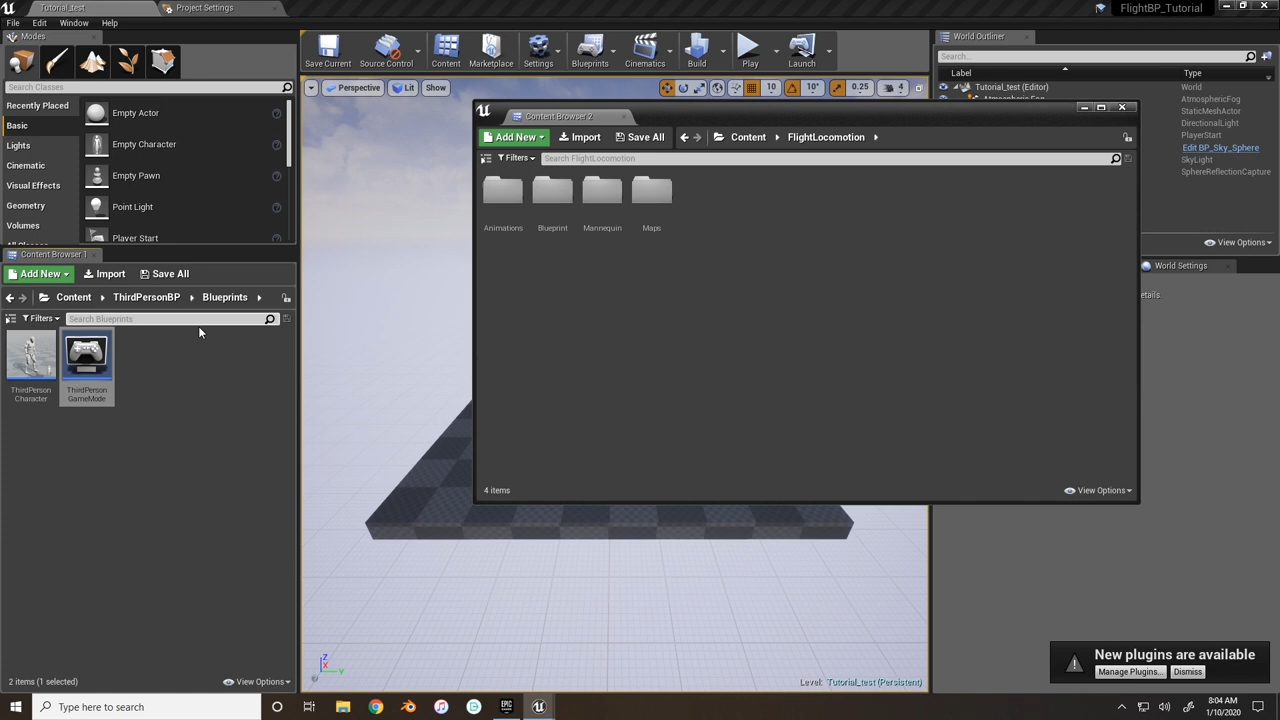 Tutorial_test
Project Settings
FlightBP_Tutorial
File Edit Window Help
Modes
Search Classes
Recently Placed
Basic
Lights
Cinematic
Visual Effects
Geometry
Volumes
Empty Actor
Empty Character
Empty Pawn
Point Light
Player Start
Save Current
Source Control
Content
Marketplace
Settings
Blueprints
Cinematics
Build
Play
Launch
Perspective
Lit
Show
10
10°
0.25
4
World Outliner
Search...
Label
Type
Tutorial_test (Editor)
World
AtmosphericFog
StaticMeshActor
DirectionalLight
PlayerStart
Edit BP_Sky_Sphere
SkyLight
SphereReflectionCapture
View Options
World Settings
etails.
Content Browser 1
Add New
Import
Save All
Content
ThirdPersonBP
Blueprints
Filters
Search Blueprints
ThirdPerson
Character
ThirdPerson
GameMode
2 items (1 selected)
View Options
Content Browser 2
Add New
Import
Save All
Content
FlightLocomotion
Filters
Search FlightLocomotion
Animations
Blueprint
Mannequin
Maps
4 items
View Options
Z
X
Y
Level: Tutorial_test (Persistent)
New plugins are available
Manage Plugins...
Dismiss
Type here to search
EPIC
GAMES
8:04 AM
1/10/2020